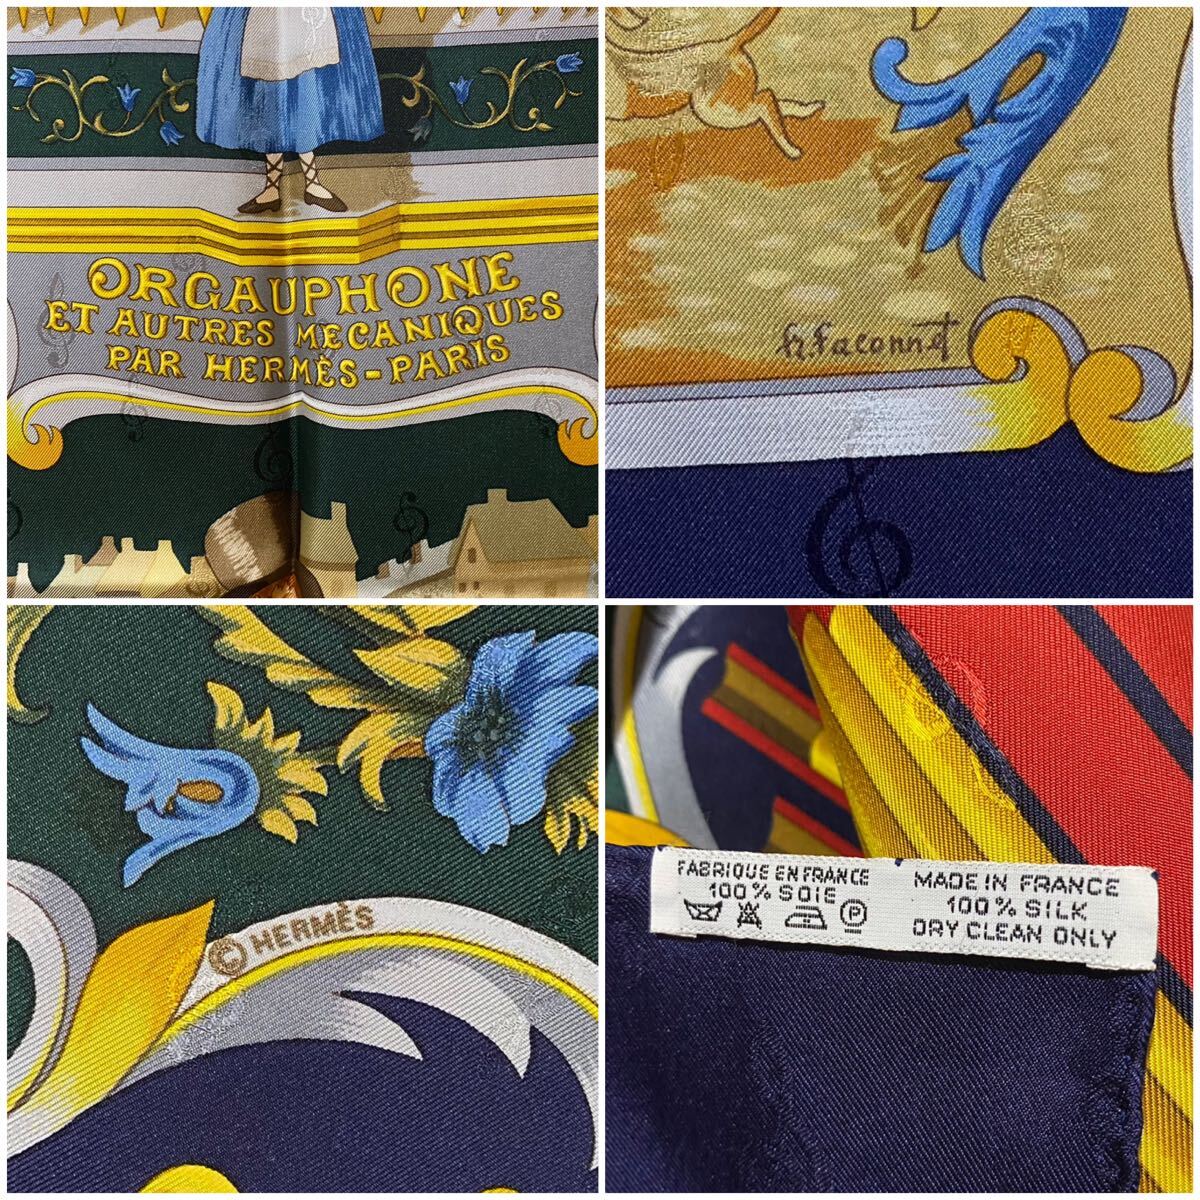 ORGAUPHONE
ET AUTRES MECANIQUES
PAR HERMÈS-PARIS
fr. faconnet
© HERMÈS
FABRIQUE EN FRANCE
100% SOIE
P
MADE IN FRANCE
100% SILK
DRY CLEAN ONLY